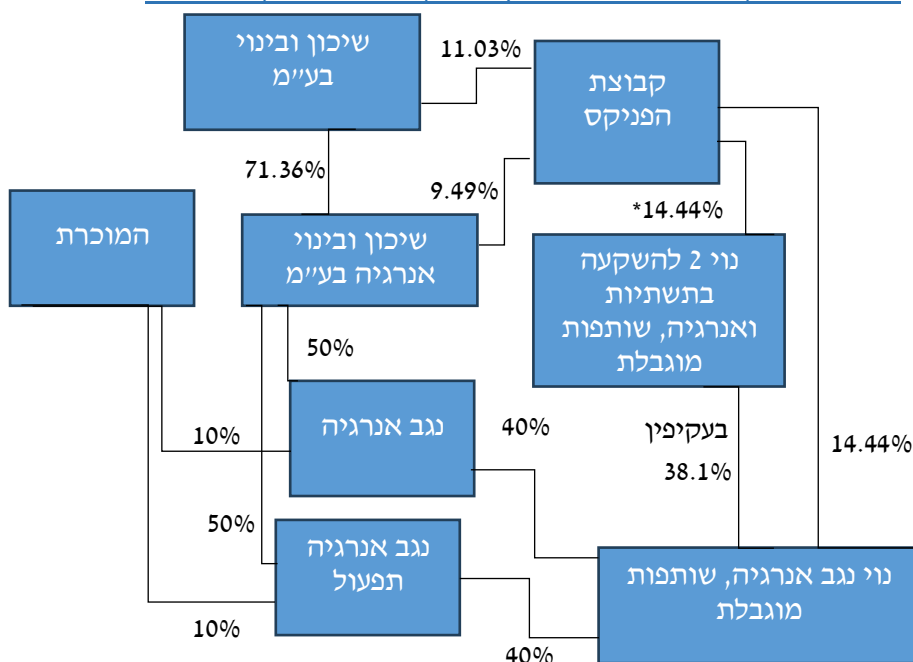 שיכון ובינוי
בע״מ
11.03%
קבוצת
הפניקס
71.36%
9.49%
*14.44%
המוכרת
שיכון ובינוי
אנרגיה בע״מ
נוי 2 להשקעה
בתשתיות
ואנרגיה, שותפות
מוגבלת
50%
נגב אנרגיה
10%
40%
בעקיפין
38.1%
14.44%
50%
נגב אנרגיה
תפעול
10%
40%
נוי נגב אנרגיה, שותפות
מוגבלת